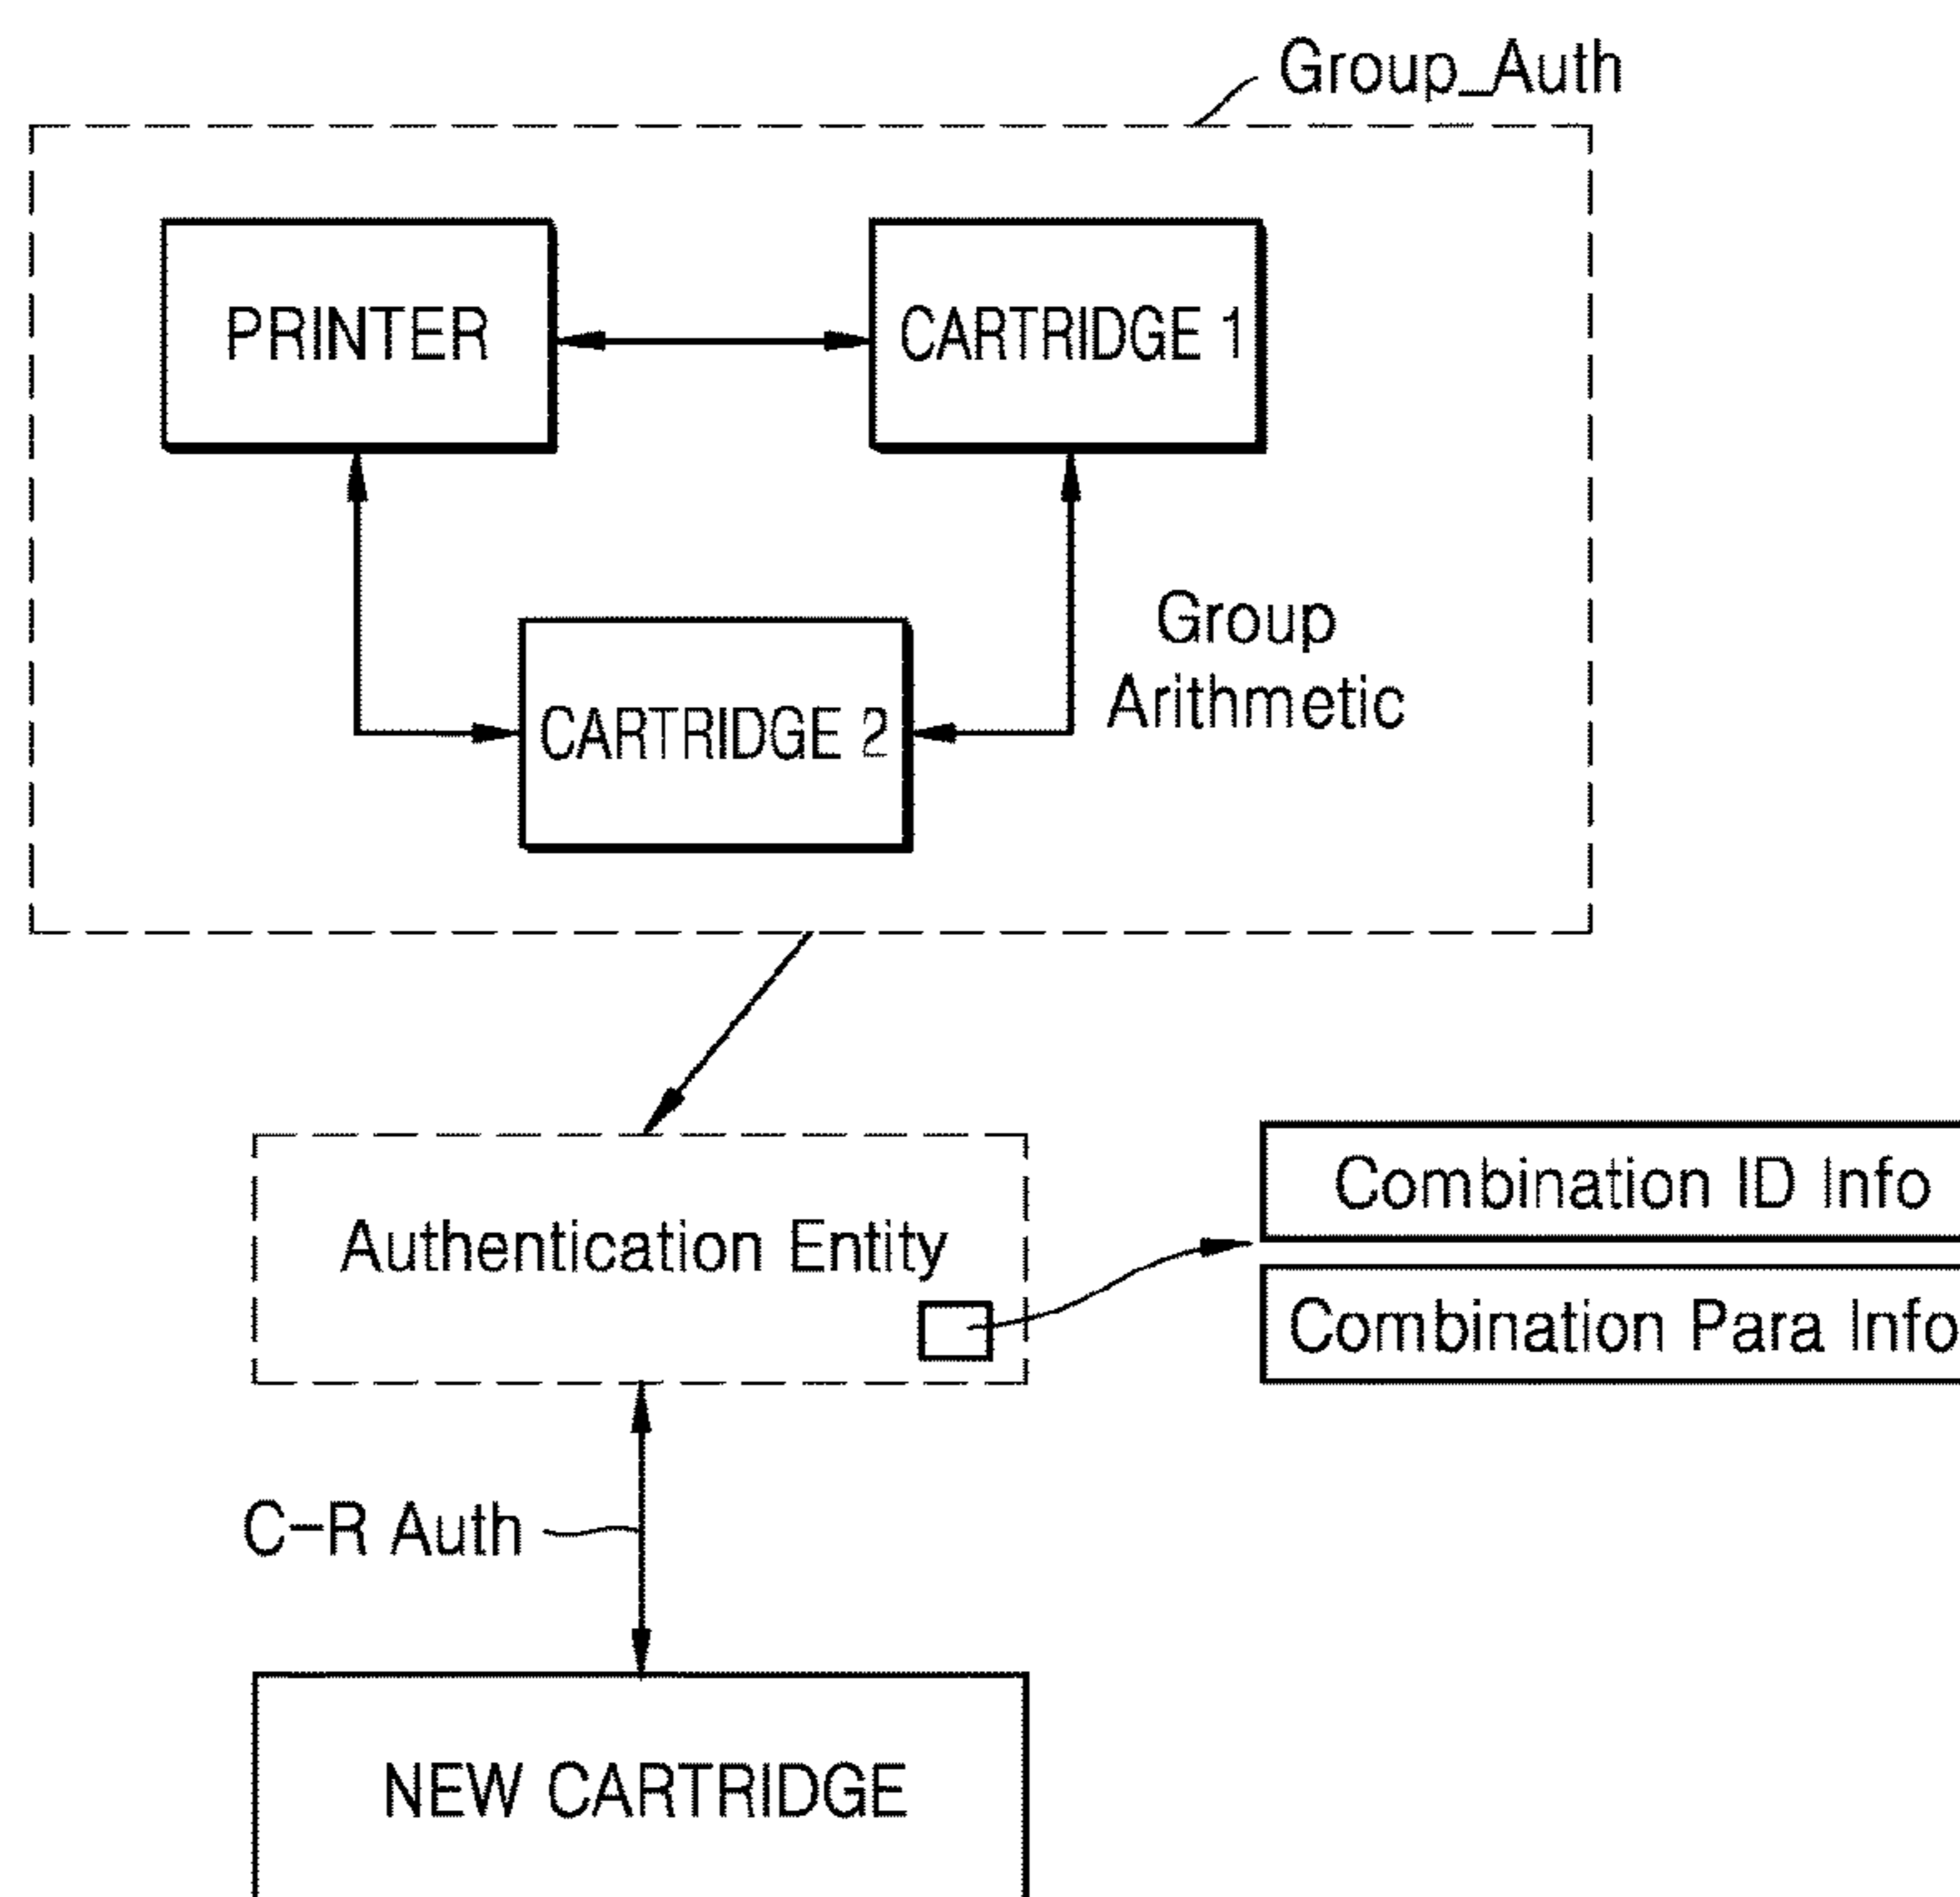 Group_Auth
PRINTER
CARTRIDGE 1
Group
Arithmetic
CARTRIDGE 2
Combination ID Info
Authentication Entity
Combination Para Info
C-R Auth
NEW CARTRIDGE